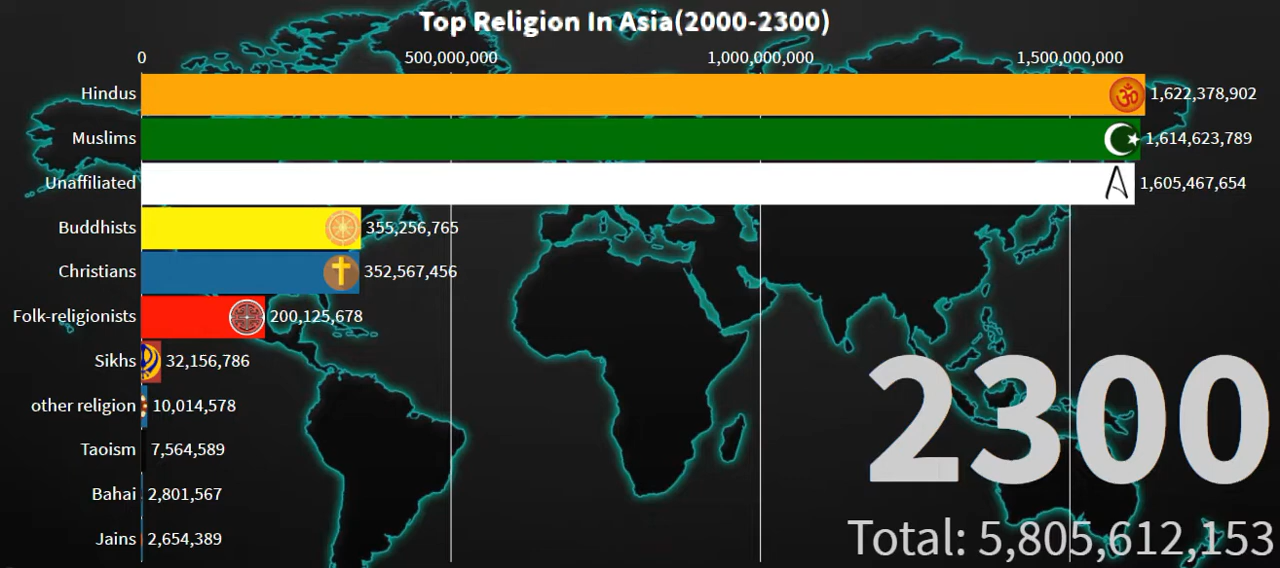 Top Religion In Asia(2000-2300)
0 500,000,000 1,000,000,000 1,500,000,000
Hindus 1,622,378,902
Muslims 1,614,623,789
Unaffiliated 1,605,467,654
Buddhists 355,256,765
Christians 352,567,456
Folk-religionists 200,125,678
Sikhs 32,156,786
other religion 10,014,578
Taoism 7,564,589
Bahai 2,801,567
Jains 2,654,389
2300
Total: 5,805,612,153